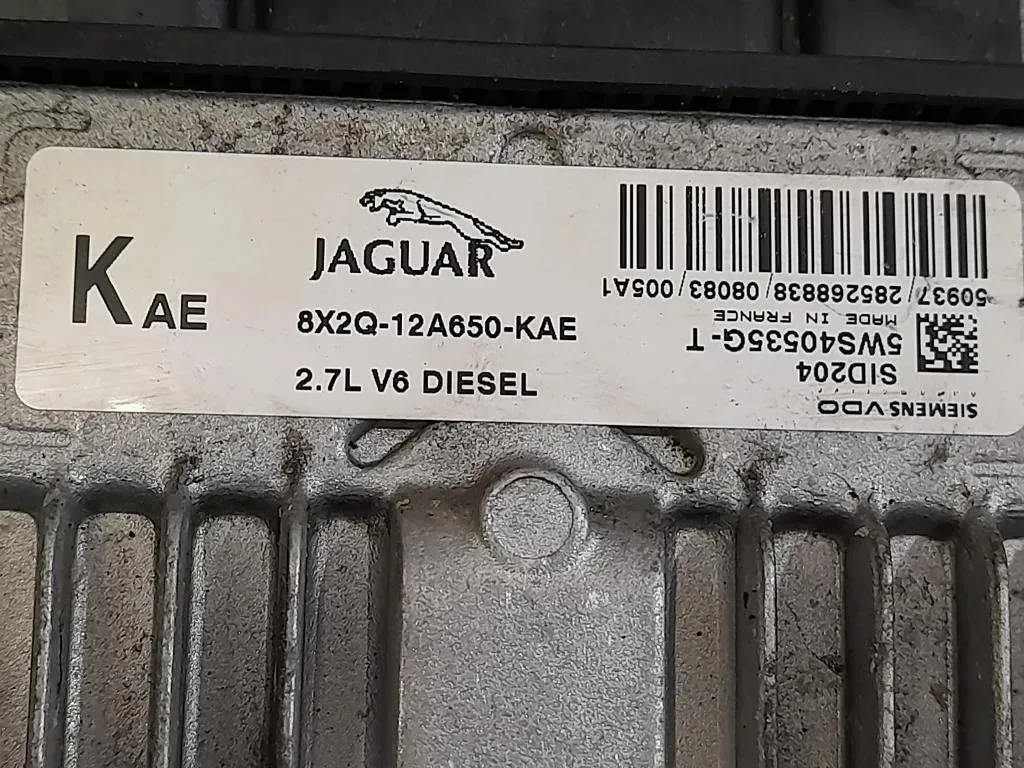 K AE
JAGUAR
8X2Q-12A650-KAE
2.7L V6 DIESEL
SIEMENS VDO
SID204
5WS40535G-T
MADE IN FRANCE
50937/285268838/08083/005A1